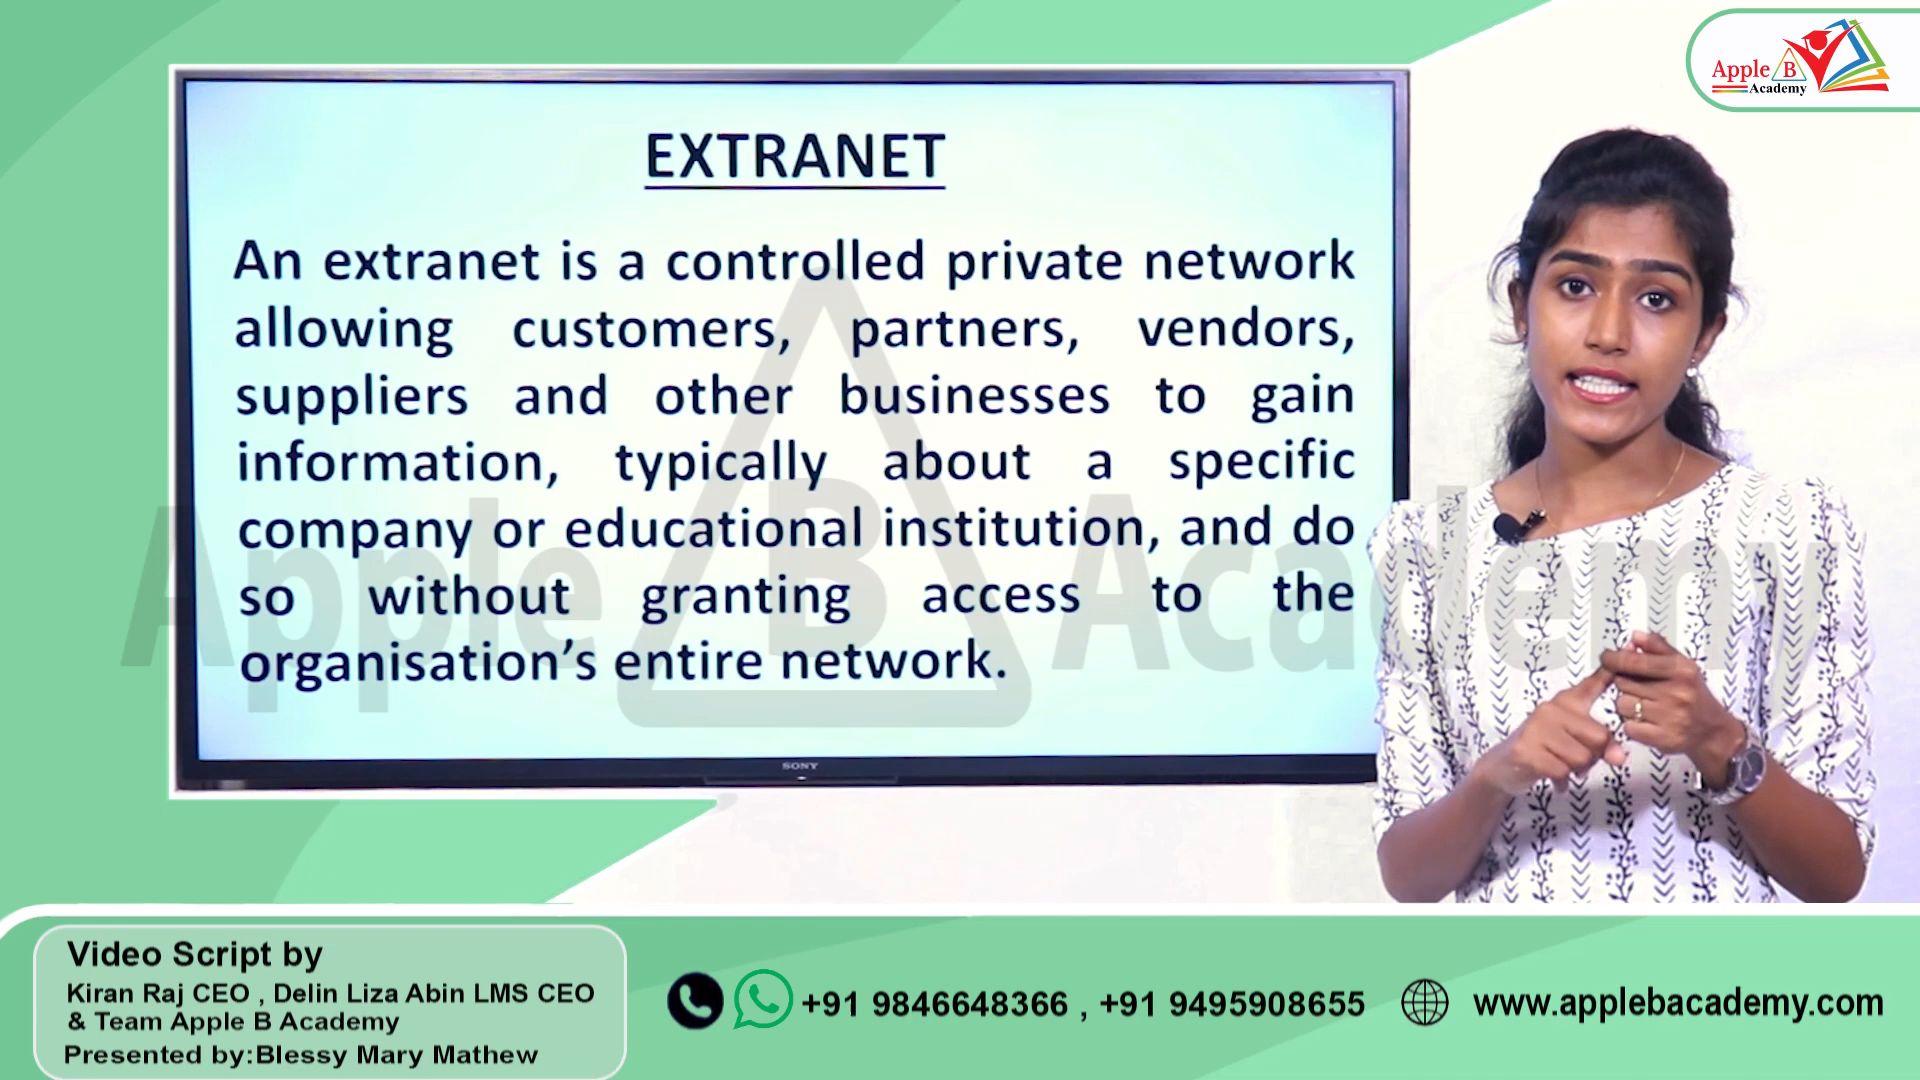 Apple B
Academy
EXTRANET
An extranet is a controlled private network
allowing customers, partners, vendors,
suppliers and other businesses to gain
information, typically about a specific
company or educational institution, and do
so without granting access to the
organisation's entire network.
Apple B Academy
SONY
Video Script by
Kiran Raj CEO , Delin Liza Abin LMS CEO
& Team Apple B Academy
Presented by:Blessy Mary Mathew
+91 9846648366 , +91 9495908655
www.applebacademy.com